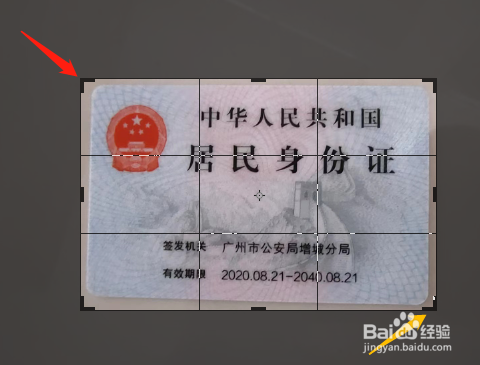 中华人民共和国
居民身份证
签发机关 广州市公安局增城分局
有效期限 2020.08.21-2040.08.21
Baidu经验
jingyan.baidu.com